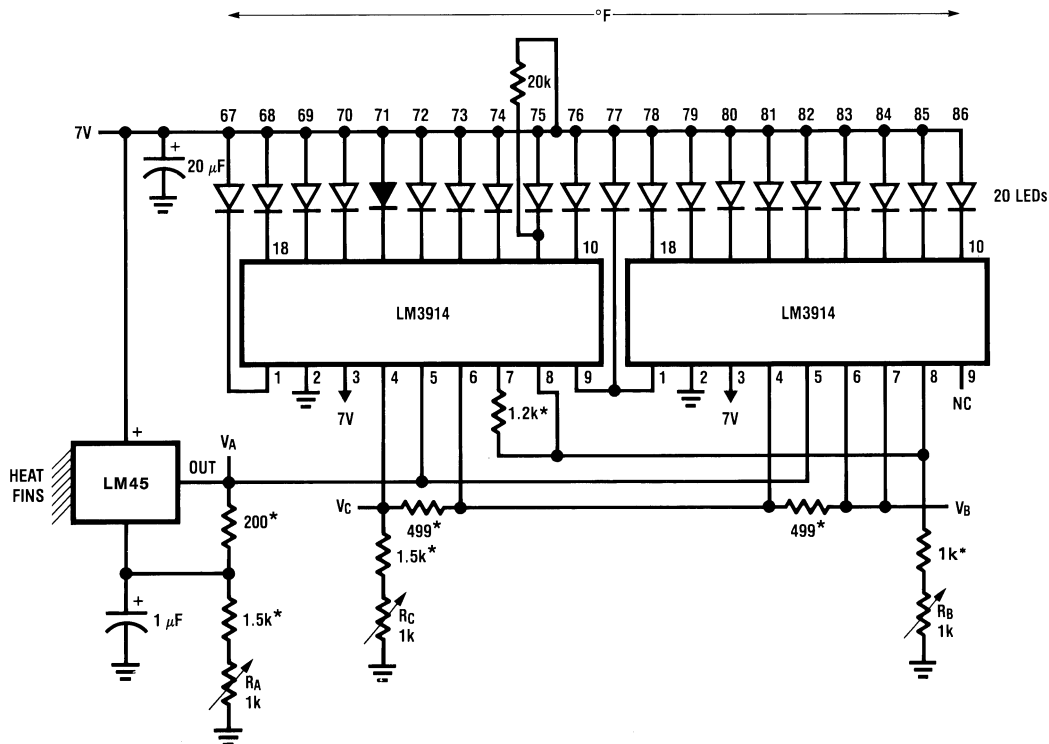 °F
20k
67 68 69 70 71 72 73 74 75 76 77 78 79 80 81 82 83 84 85 86
7V
+
20 μF
20 LEDs
18 10 18 10
LM3914 LM3914
1 2 3 4 5 6 7 8 9 1 2 3 4 5 6 7 8 9
7V 1.2k* 7V NC
+
VA
OUT
HEAT
FINS
LM45
VC VB
200* 499* 499*
1.5k* 1k*
+
1 μF
1.5k*
RC
1k
RB
1k
RA
1k